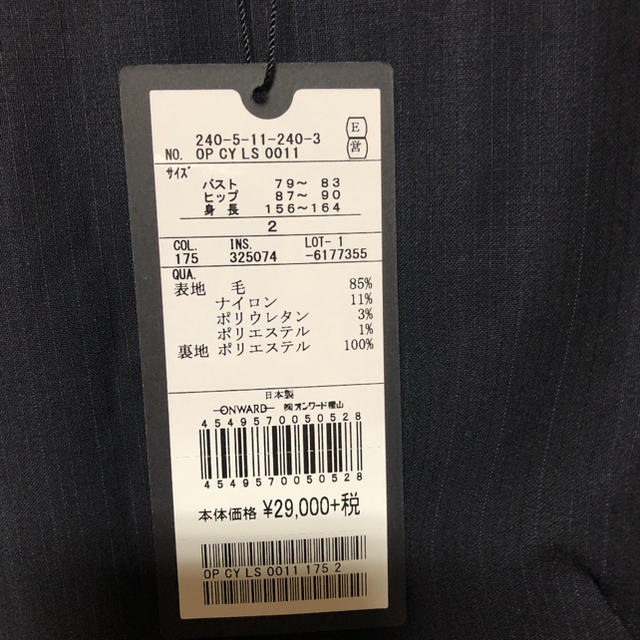 240-5-11-240-3
NO. OP CY LS 0011
E
営
サイズ
バスト 79～ 83
ヒップ 87～ 90
身長 156～164
2
COL. INS. LOT- 1
175 325074 -6177355
QUA.
表地 毛 85%
ナイロン 11%
ポリウレタン 3%
ポリエステル 1%
裏地 ポリエステル 100%
日本製
ONWARD ㈱オンワード樫山
4549570050528
4549570050528
本体価格 ¥29,000+税
OP CY LS 0011 175 2